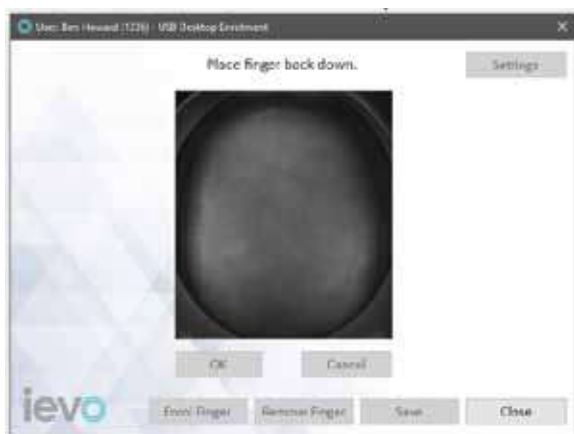 User: Ben Howard (1226) - USB Desktop Enrolment
Place finger back down.
Settings
OK
Cancel
ievo
Enrol Finger
Remove Finger
Save
Close